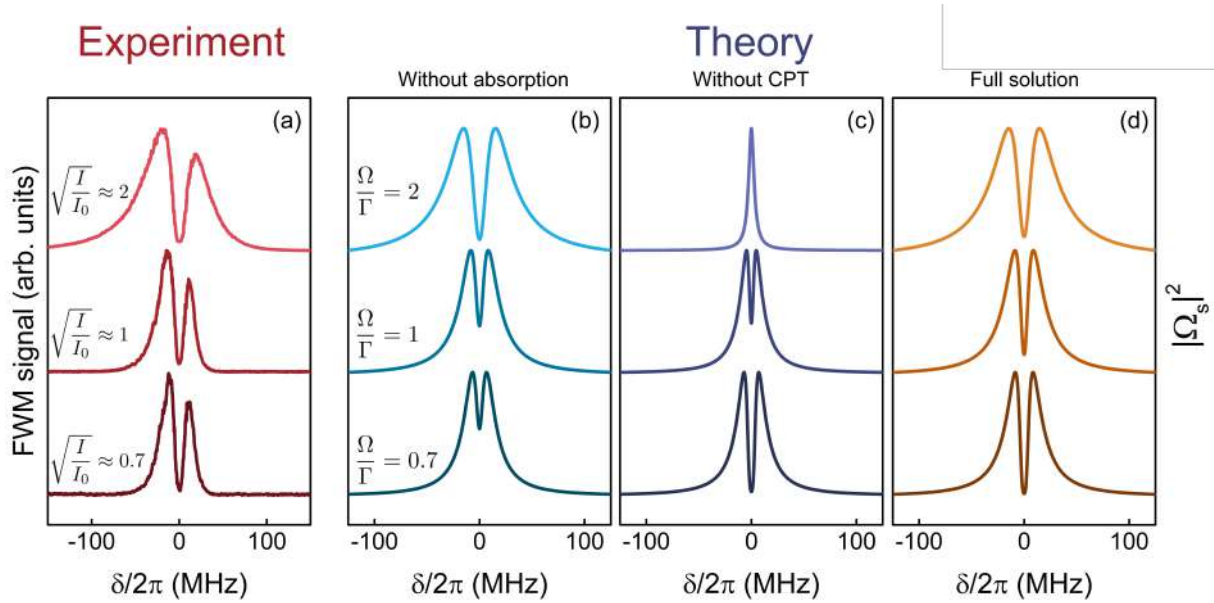 Experiment
Theory
Without absorption
Without CPT
Full solution
(a)
(b)
(c)
(d)
FWM signal (arb. units)
√(I/I₀) ≈ 2
√(I/I₀) ≈ 1
√(I/I₀) ≈ 0.7
Ω/Γ = 2
Ω/Γ = 1
Ω/Γ = 0.7
|Ωₛ|²
-100 0 100
-100 0 100
-100 0 100
-100 0 100
δ/2π (MHz)
δ/2π (MHz)
δ/2π (MHz)
δ/2π (MHz)